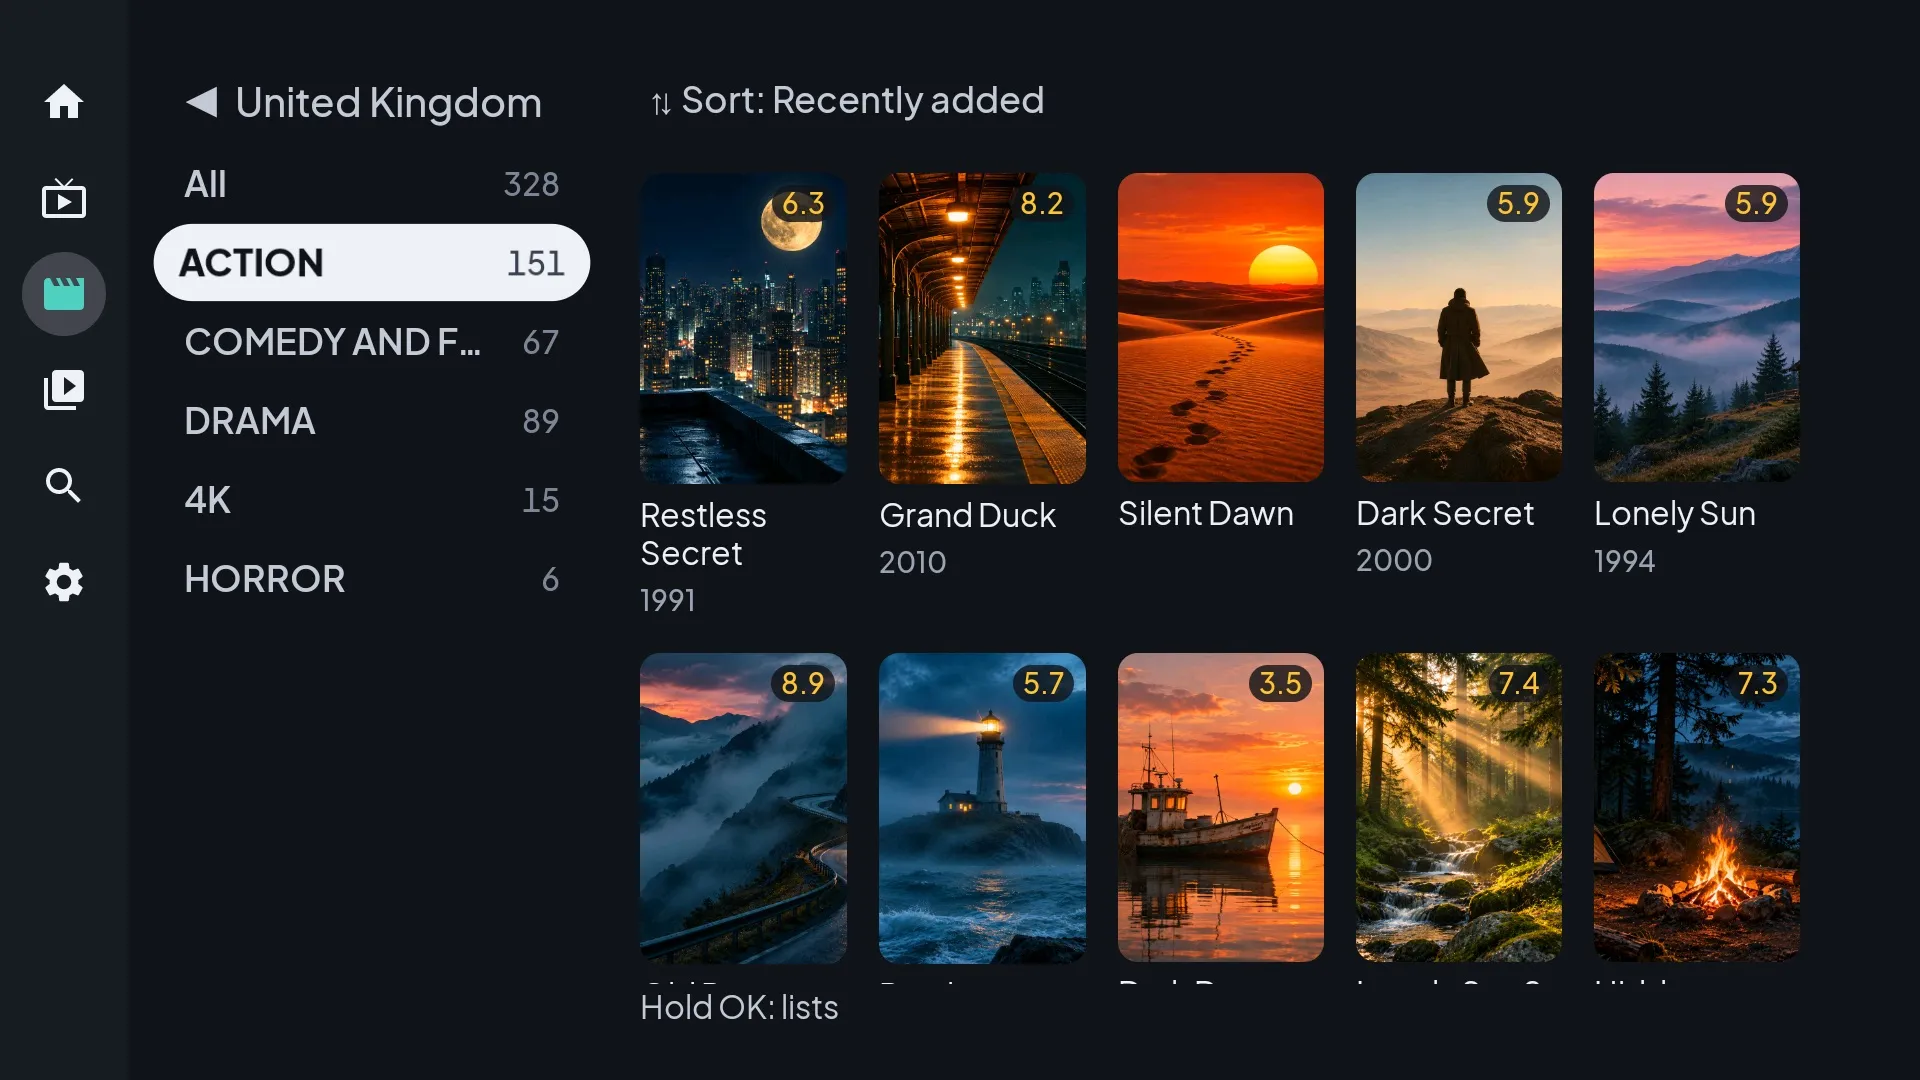 United Kingdom
All 328
ACTION 151
COMEDY AND F... 67
DRAMA 89
4K 15
HORROR 6
Sort: Recently added
6.3
8.2
5.9
5.9
Restless
Secret
1991
Grand Duck
2010
Silent Dawn
Dark Secret
2000
Lonely Sun
1994
8.9
5.7
3.5
7.4
7.3
Hold OK: lists